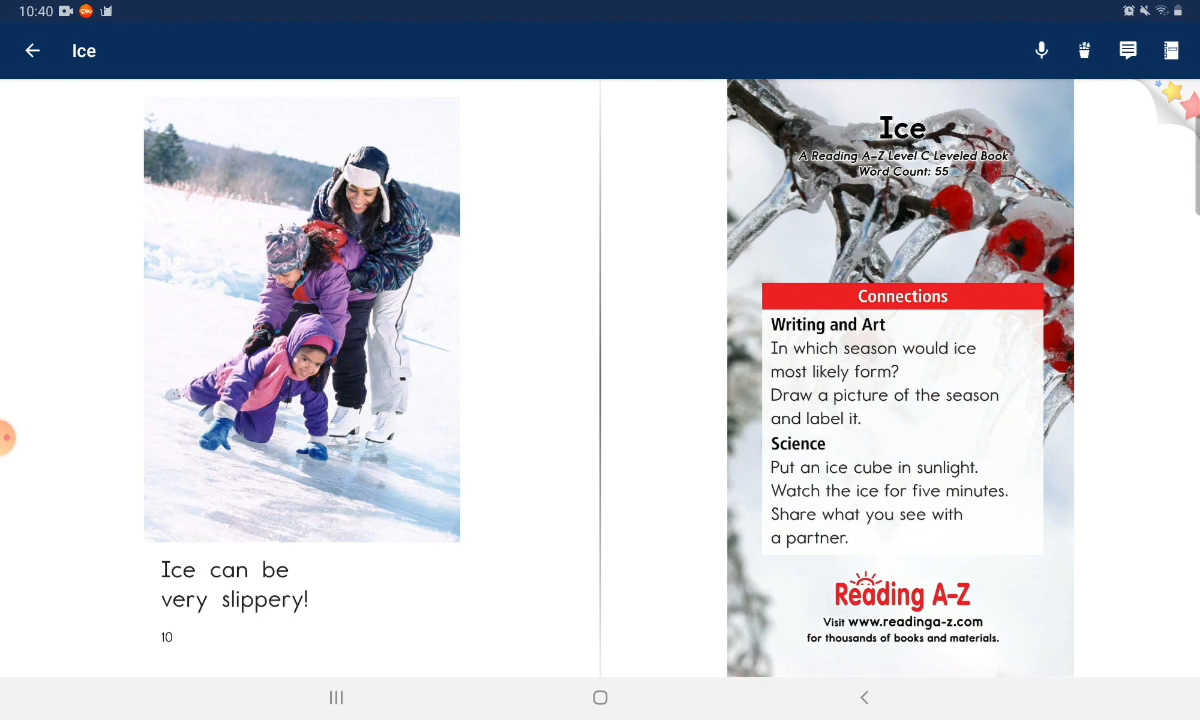 10:40
Ice
Ice can be
very slippery!
10
Ice
A Reading A–Z Level C Leveled Book
Word Count: 55
Connections
Writing and Art
In which season would ice
most likely form?
Draw a picture of the season
and label it.
Science
Put an ice cube in sunlight.
Watch the ice for five minutes.
Share what you see with
a partner.
Reading A–Z
Visit www.readinga-z.com
for thousands of books and materials.